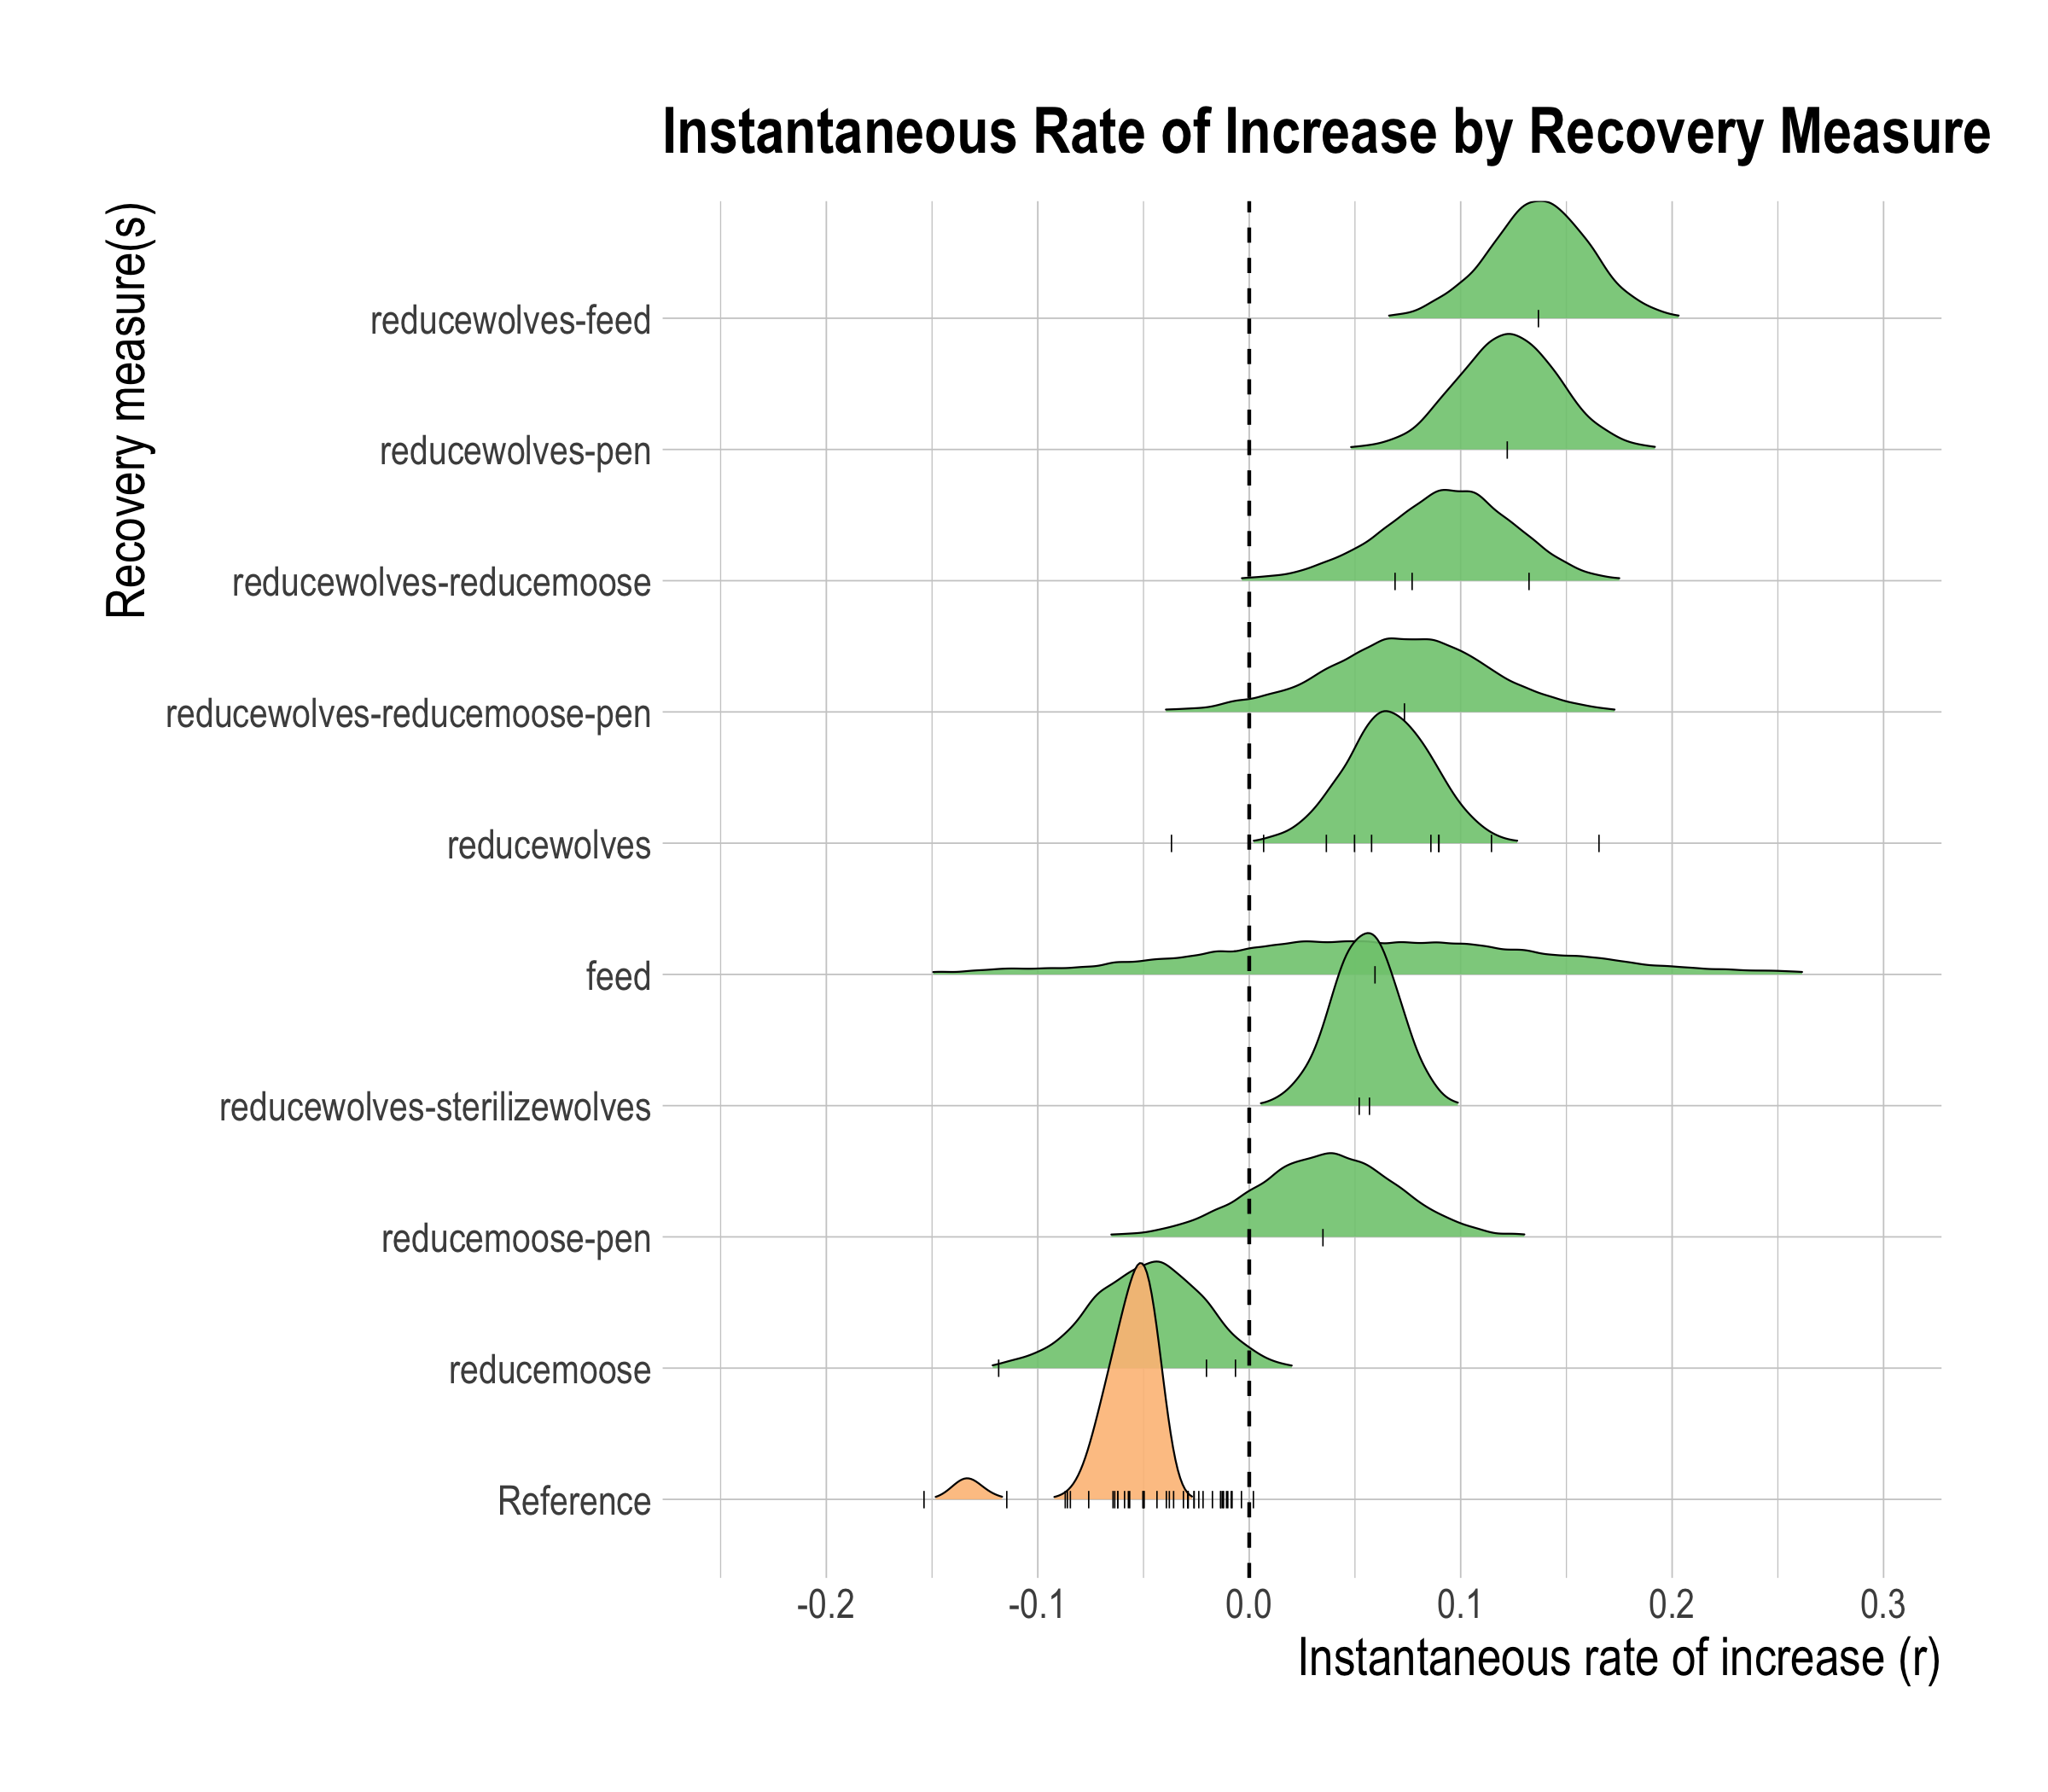 Instantaneous Rate of Increase by Recovery Measure
Recovery measure(s)
reducewolves-feed
reducewolves-pen
reducewolves-reducemoose
reducewolves-reducemoose-pen
reducewolves
feed
reducewolves-sterilizewolves
reducemoose-pen
reducemoose
Reference
-0.2 -0.1 0.0 0.1 0.2 0.3
Instantaneous rate of increase (r)